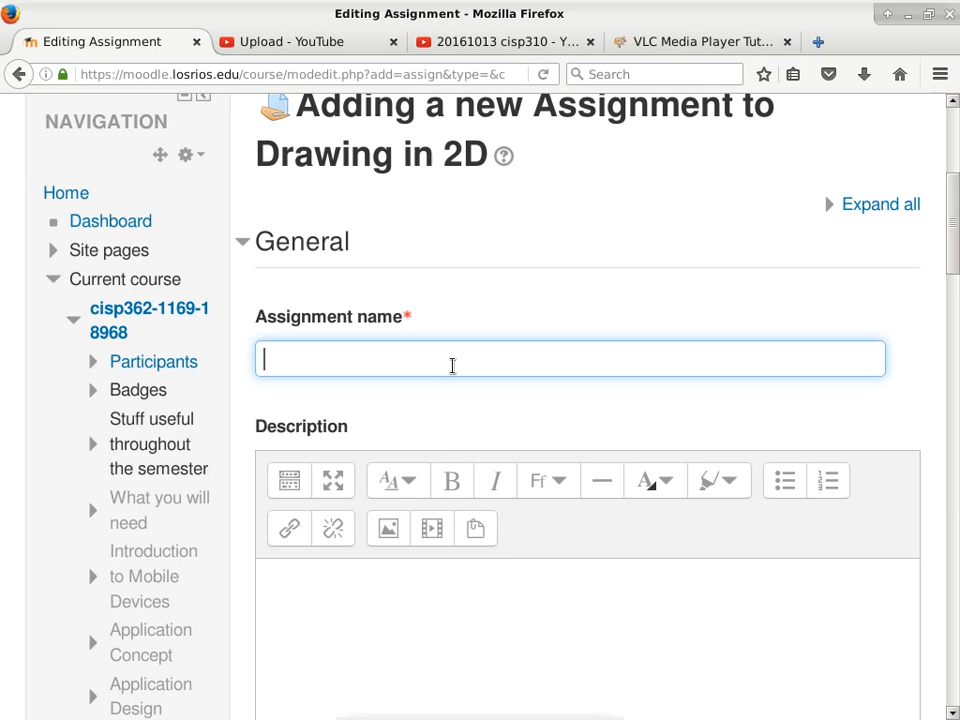 Editing Assignment - Mozilla Firefox
Editing Assignment
Upload - YouTube
20161013 cisp310 - Y...
VLC Media Player Tut...
https://moodle.losrios.edu/course/modedit.php?add=assign&type=&c
Search
NAVIGATION
Home
Dashboard
Site pages
Current course
cisp362-1169-1
8968
Participants
Badges
Stuff useful
throughout
the semester
What you will
need
Introduction
to Mobile
Devices
Application
Concept
Application
Design
Adding a new Assignment to
Drawing in 2D
Expand all
General
Assignment name*
Description
B
I
Ff
A